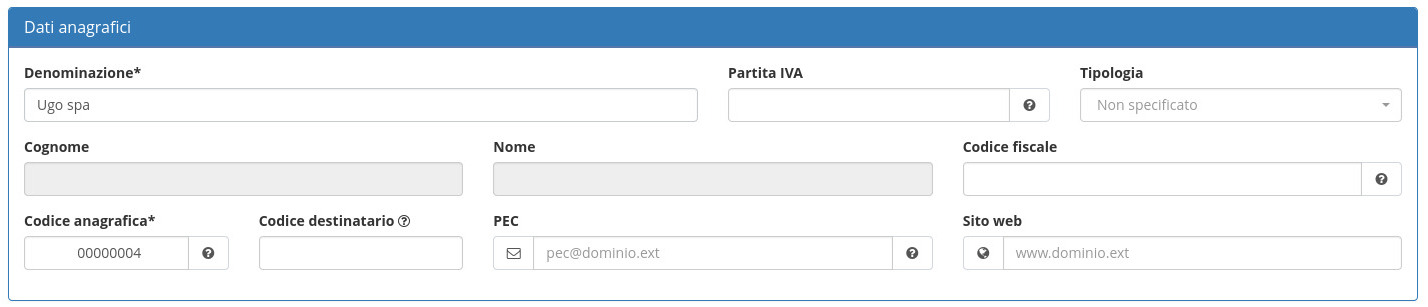 Dati anagrafici
Denominazione* Partita IVA Tipologia
Ugo spa Non specificato
Cognome Nome Codice fiscale
Codice anagrafica* Codice destinatario PEC Sito web
00000004 pec@dominio.ext www.dominio.ext